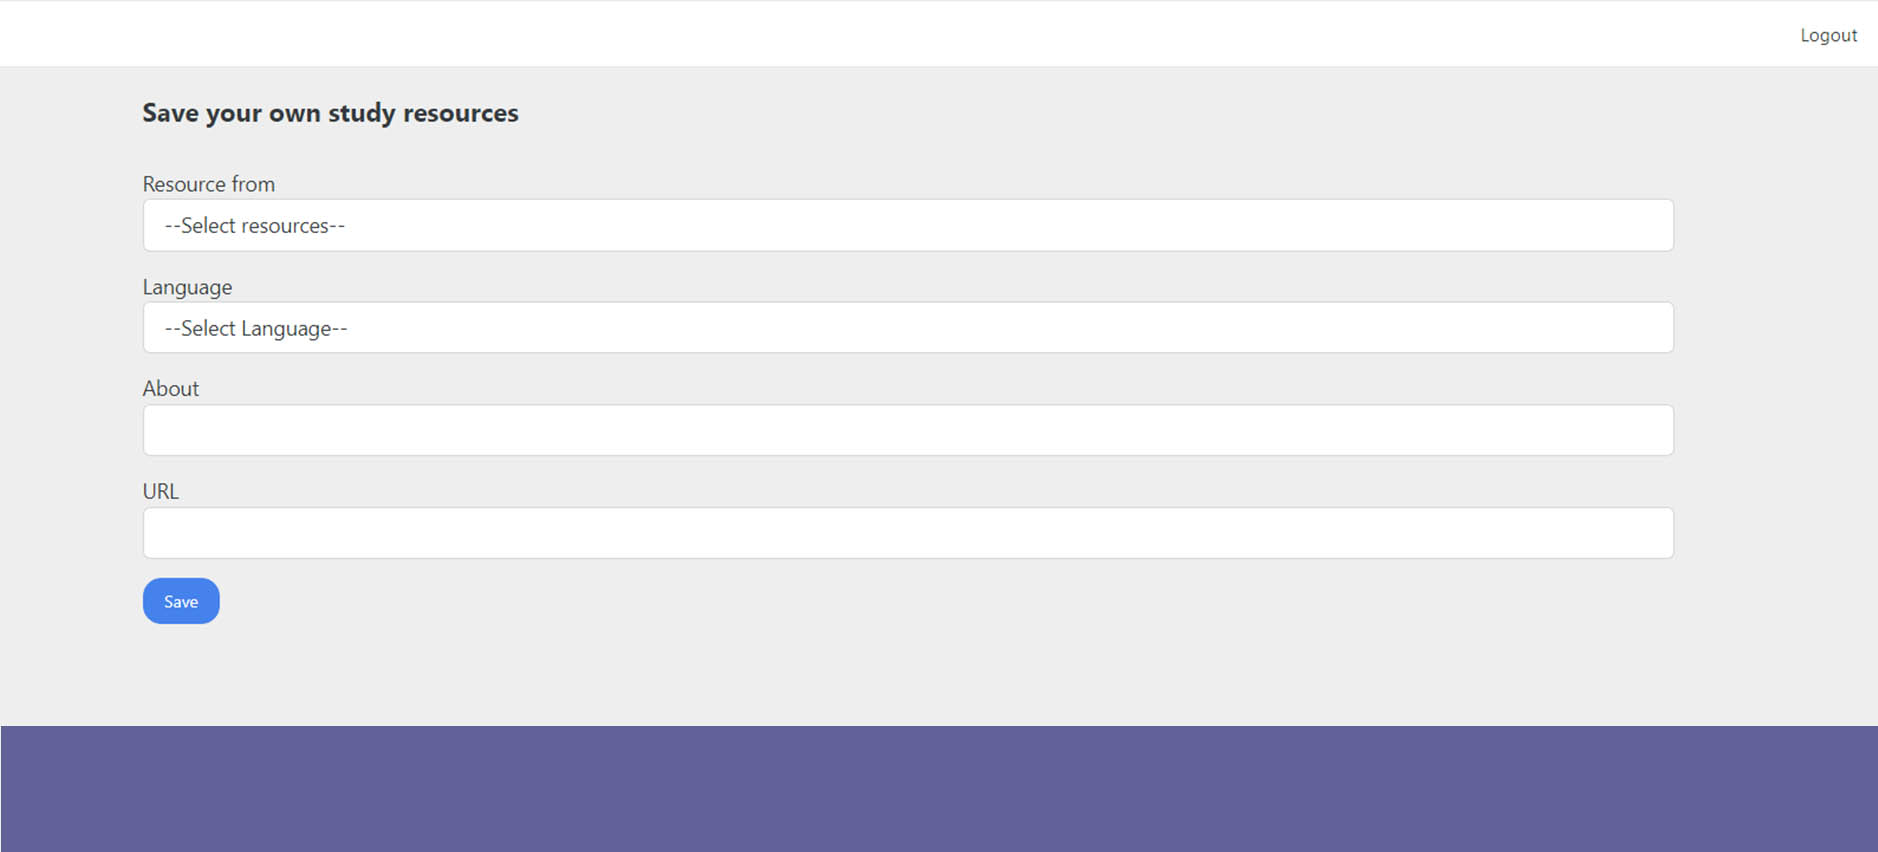 Logout
Save your own study resources
Resource from
--Select resources--
Language
--Select Language--
About
URL
Save